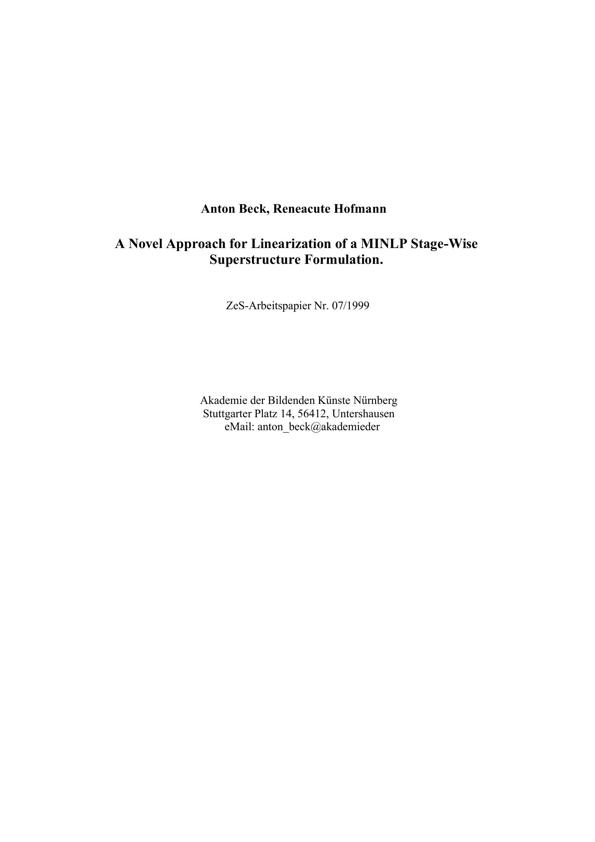 Anton Beck, Reneacute Hofmann
A Novel Approach for Linearization of a MINLP Stage-Wise
Superstructure Formulation.
ZeS-Arbeitspapier Nr. 07/1999
Akademie der Bildenden Künste Nürnberg
Stuttgarter Platz 14, 56412, Untershausen
eMail: anton_beck@akademieder